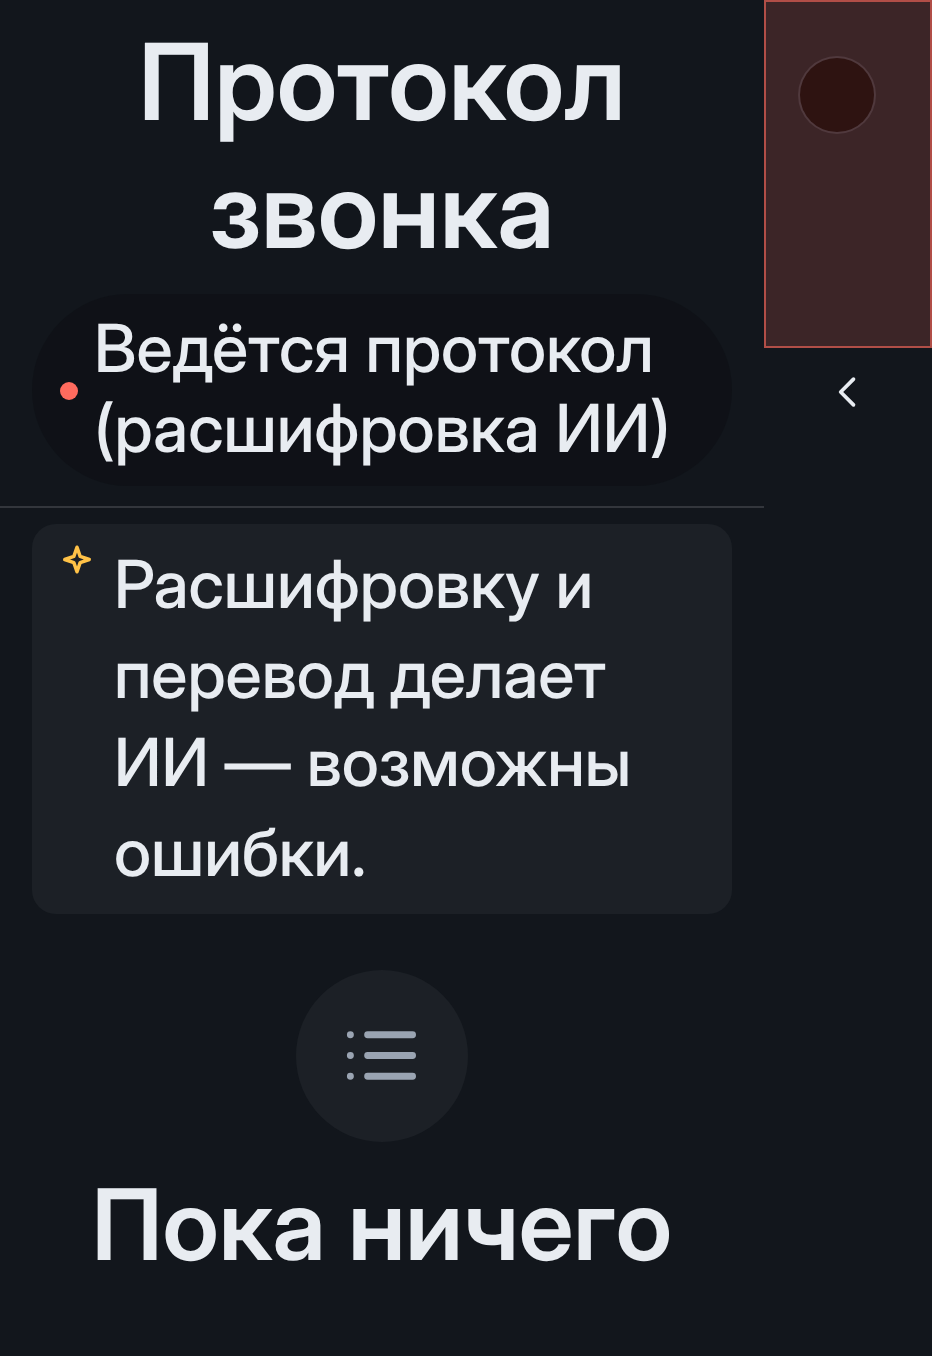 Протокол
звонка
Ведётся протокол
(расшифровка ИИ)
Расшифровку и
перевод делает
ИИ — возможны
ошибки.
Пока ничего